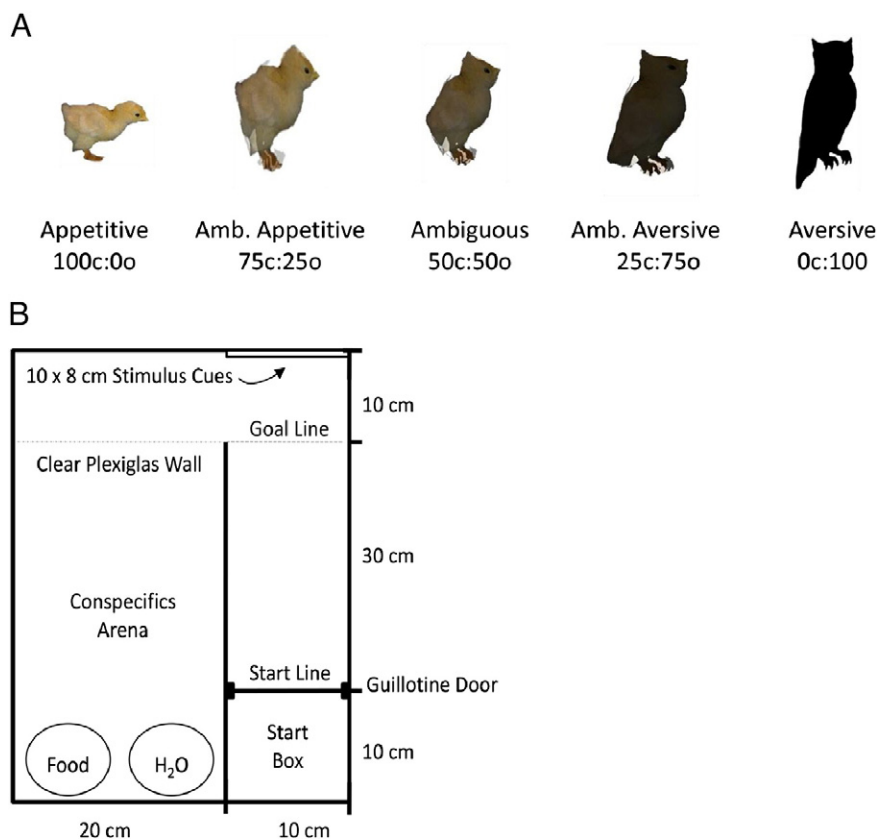 A
Appetitive Amb. Appetitive Ambiguous Amb. Aversive Aversive
100c:0o 75c:25o 50c:50o 25c:75o 0c:100
B
10 x 8 cm Stimulus Cues
10 cm
Goal Line
Clear Plexiglas Wall
30 cm
Conspecifics
Arena
Start Line
Guillotine Door
Start
Box
Food H₂O
10 cm
20 cm 10 cm